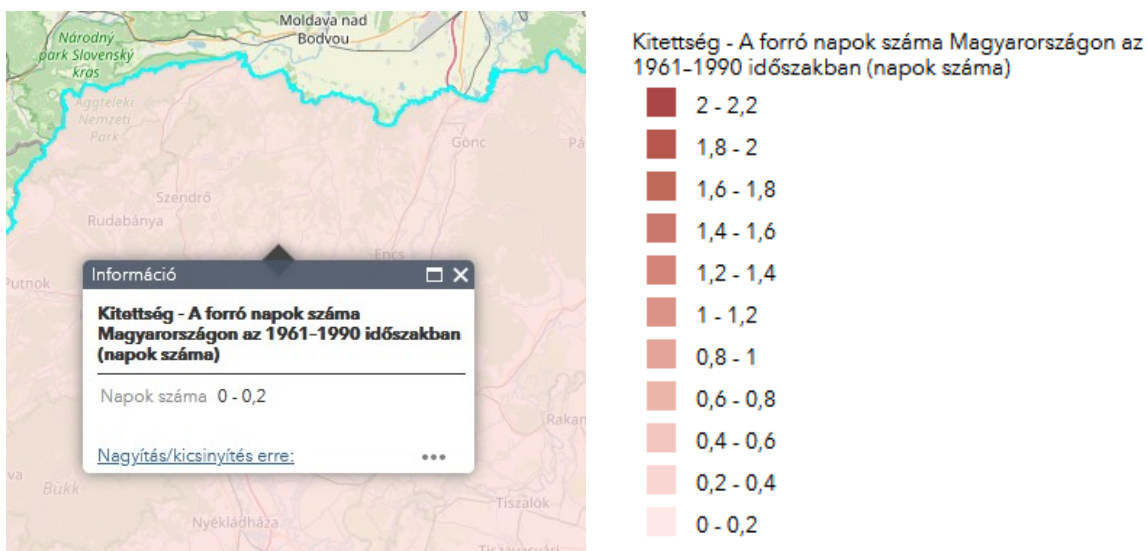 Moldava nad
Bodvou
Národný
park Slovenský
kras
Aggteleki
Nemzeti
Park
Gönc
Szendrő
Rudabánya
Encs
Putnok
Információ
Kitettség - A forró napok száma
Magyarországon az 1961–1990 időszakban
(napok száma)
Napok száma 0 - 0,2
Nagyítás/kicsinyítés erre:
Bükk
Nyékládháza
Tiszalök
Tiszavasvári
Kitettség - A forró napok száma Magyarországon az
1961–1990 időszakban (napok száma)
2 - 2,2
1,8 - 2
1,6 - 1,8
1,4 - 1,6
1,2 - 1,4
1 - 1,2
0,8 - 1
0,6 - 0,8
0,4 - 0,6
0,2 - 0,4
0 - 0,2